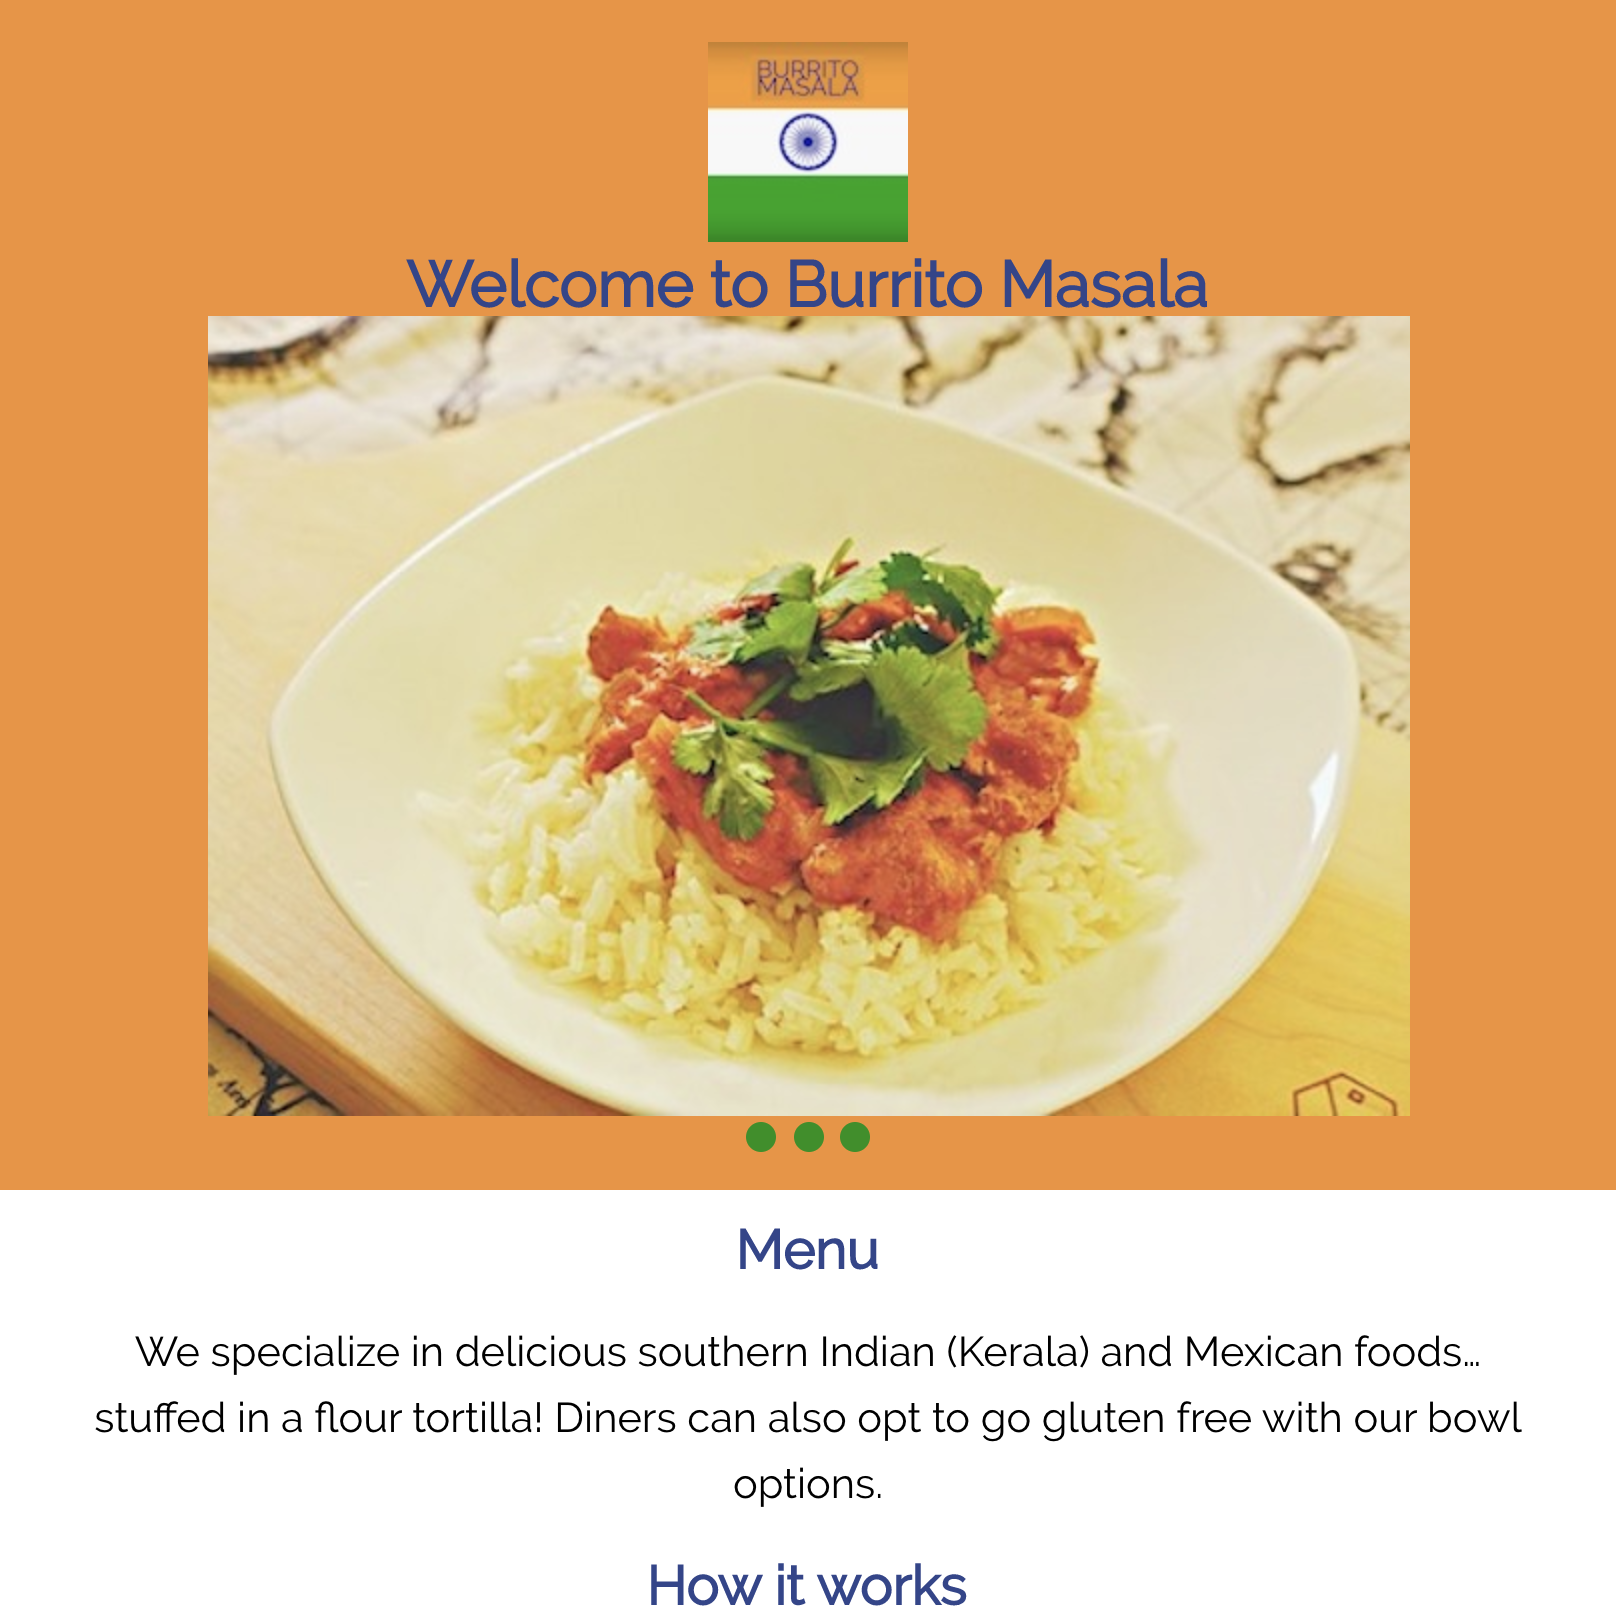 BURRITO
MASALA
Welcome to Burrito Masala
Menu
We specialize in delicious southern Indian (Kerala) and Mexican foods...
stuffed in a flour tortilla! Diners can also opt to go gluten free with our bowl
options.
How it works